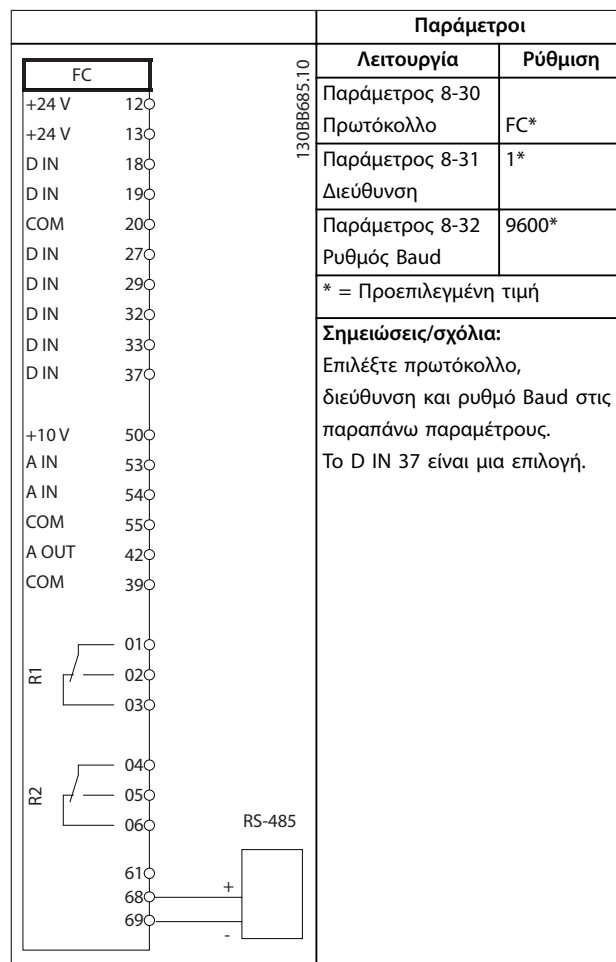 Παράμετροι
Λειτουργία Ρύθμιση
Παράμετρος 8-30
Πρωτόκολλο FC*
Παράμετρος 8-31 1*
Διεύθυνση
Παράμετρος 8-32 9600*
Ρυθμός Baud
* = Προεπιλεγμένη τιμή
Σημειώσεις/σχόλια:
Επιλέξτε πρωτόκολλο,
διεύθυνση και ρυθμό Baud στις
παραπάνω παραμέτρους.
Το D IN 37 είναι μια επιλογή.
FC
130BB685.10
+24 V 12
+24 V 13
D IN 18
D IN 19
COM 20
D IN 27
D IN 29
D IN 32
D IN 33
D IN 37
+10 V 50
A IN 53
A IN 54
COM 55
A OUT 42
COM 39
R1
01
02
03
R2
04
05
06
RS-485
61
68 +
69 -